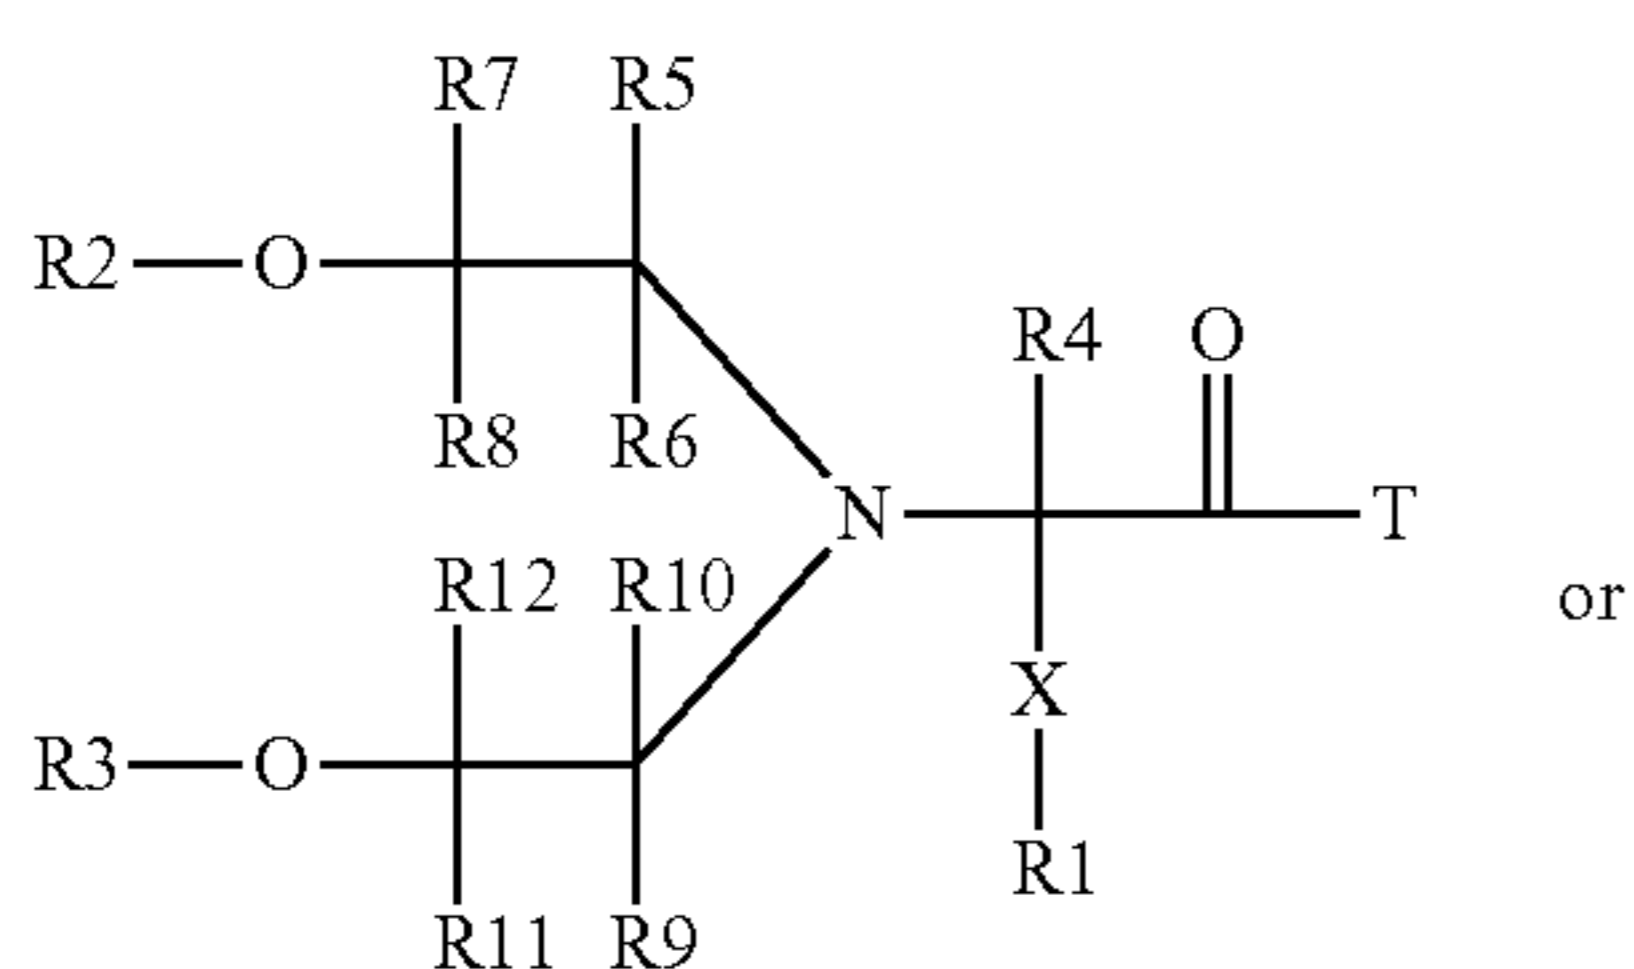 R7 R5
R2 O
R4 O
R8 R6
N T
R12 R10
or
X
R3 O
R1
R11 R9